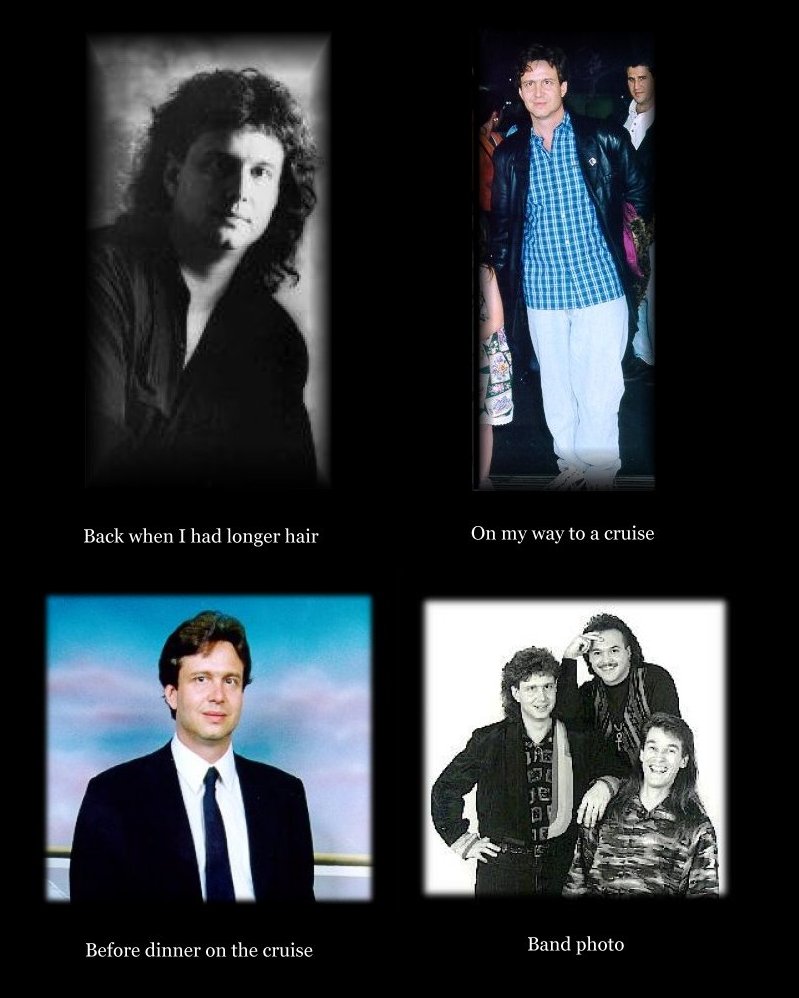 Back when I had longer hair
On my way to a cruise
Before dinner on the cruise
Band photo